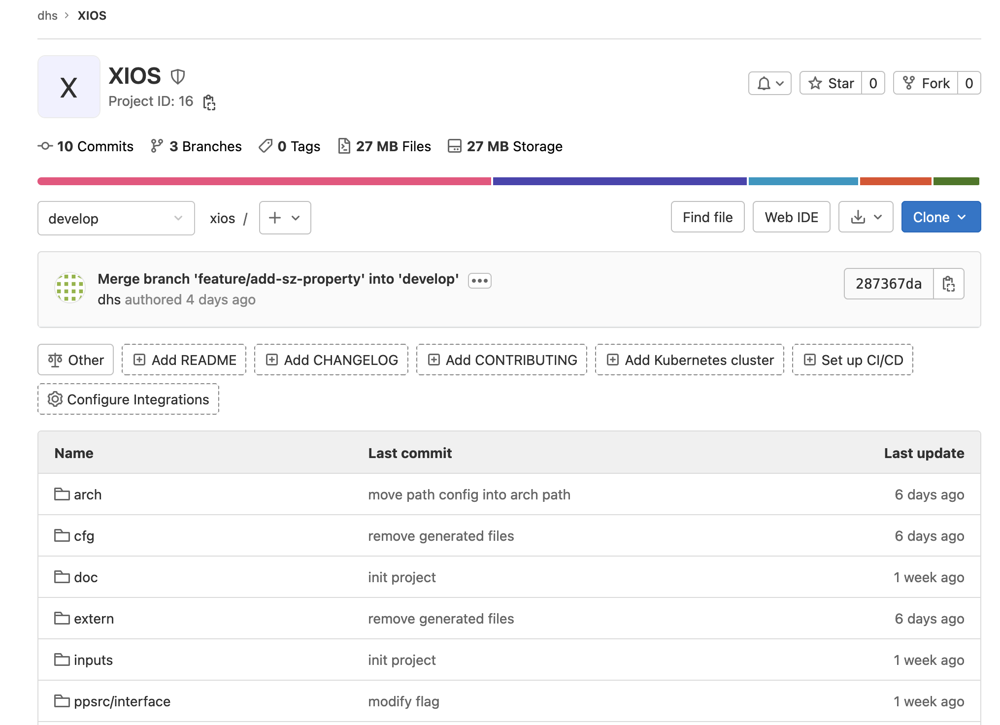 dhs > XIOS
X
XIOS
Project ID: 16
Star 0
Fork 0
10 Commits 3 Branches 0 Tags 27 MB Files 27 MB Storage
develop
xios /
Find file
Web IDE
Clone
Merge branch 'feature/add-sz-property' into 'develop'
dhs authored 4 days ago
287367da
Other
Add README
Add CHANGELOG
Add CONTRIBUTING
Add Kubernetes cluster
Set up CI/CD
Configure Integrations
Name Last commit Last update
arch move path config into arch path 6 days ago
cfg remove generated files 6 days ago
doc init project 1 week ago
extern remove generated files 6 days ago
inputs init project 1 week ago
ppsrc/interface modify flag 1 week ago